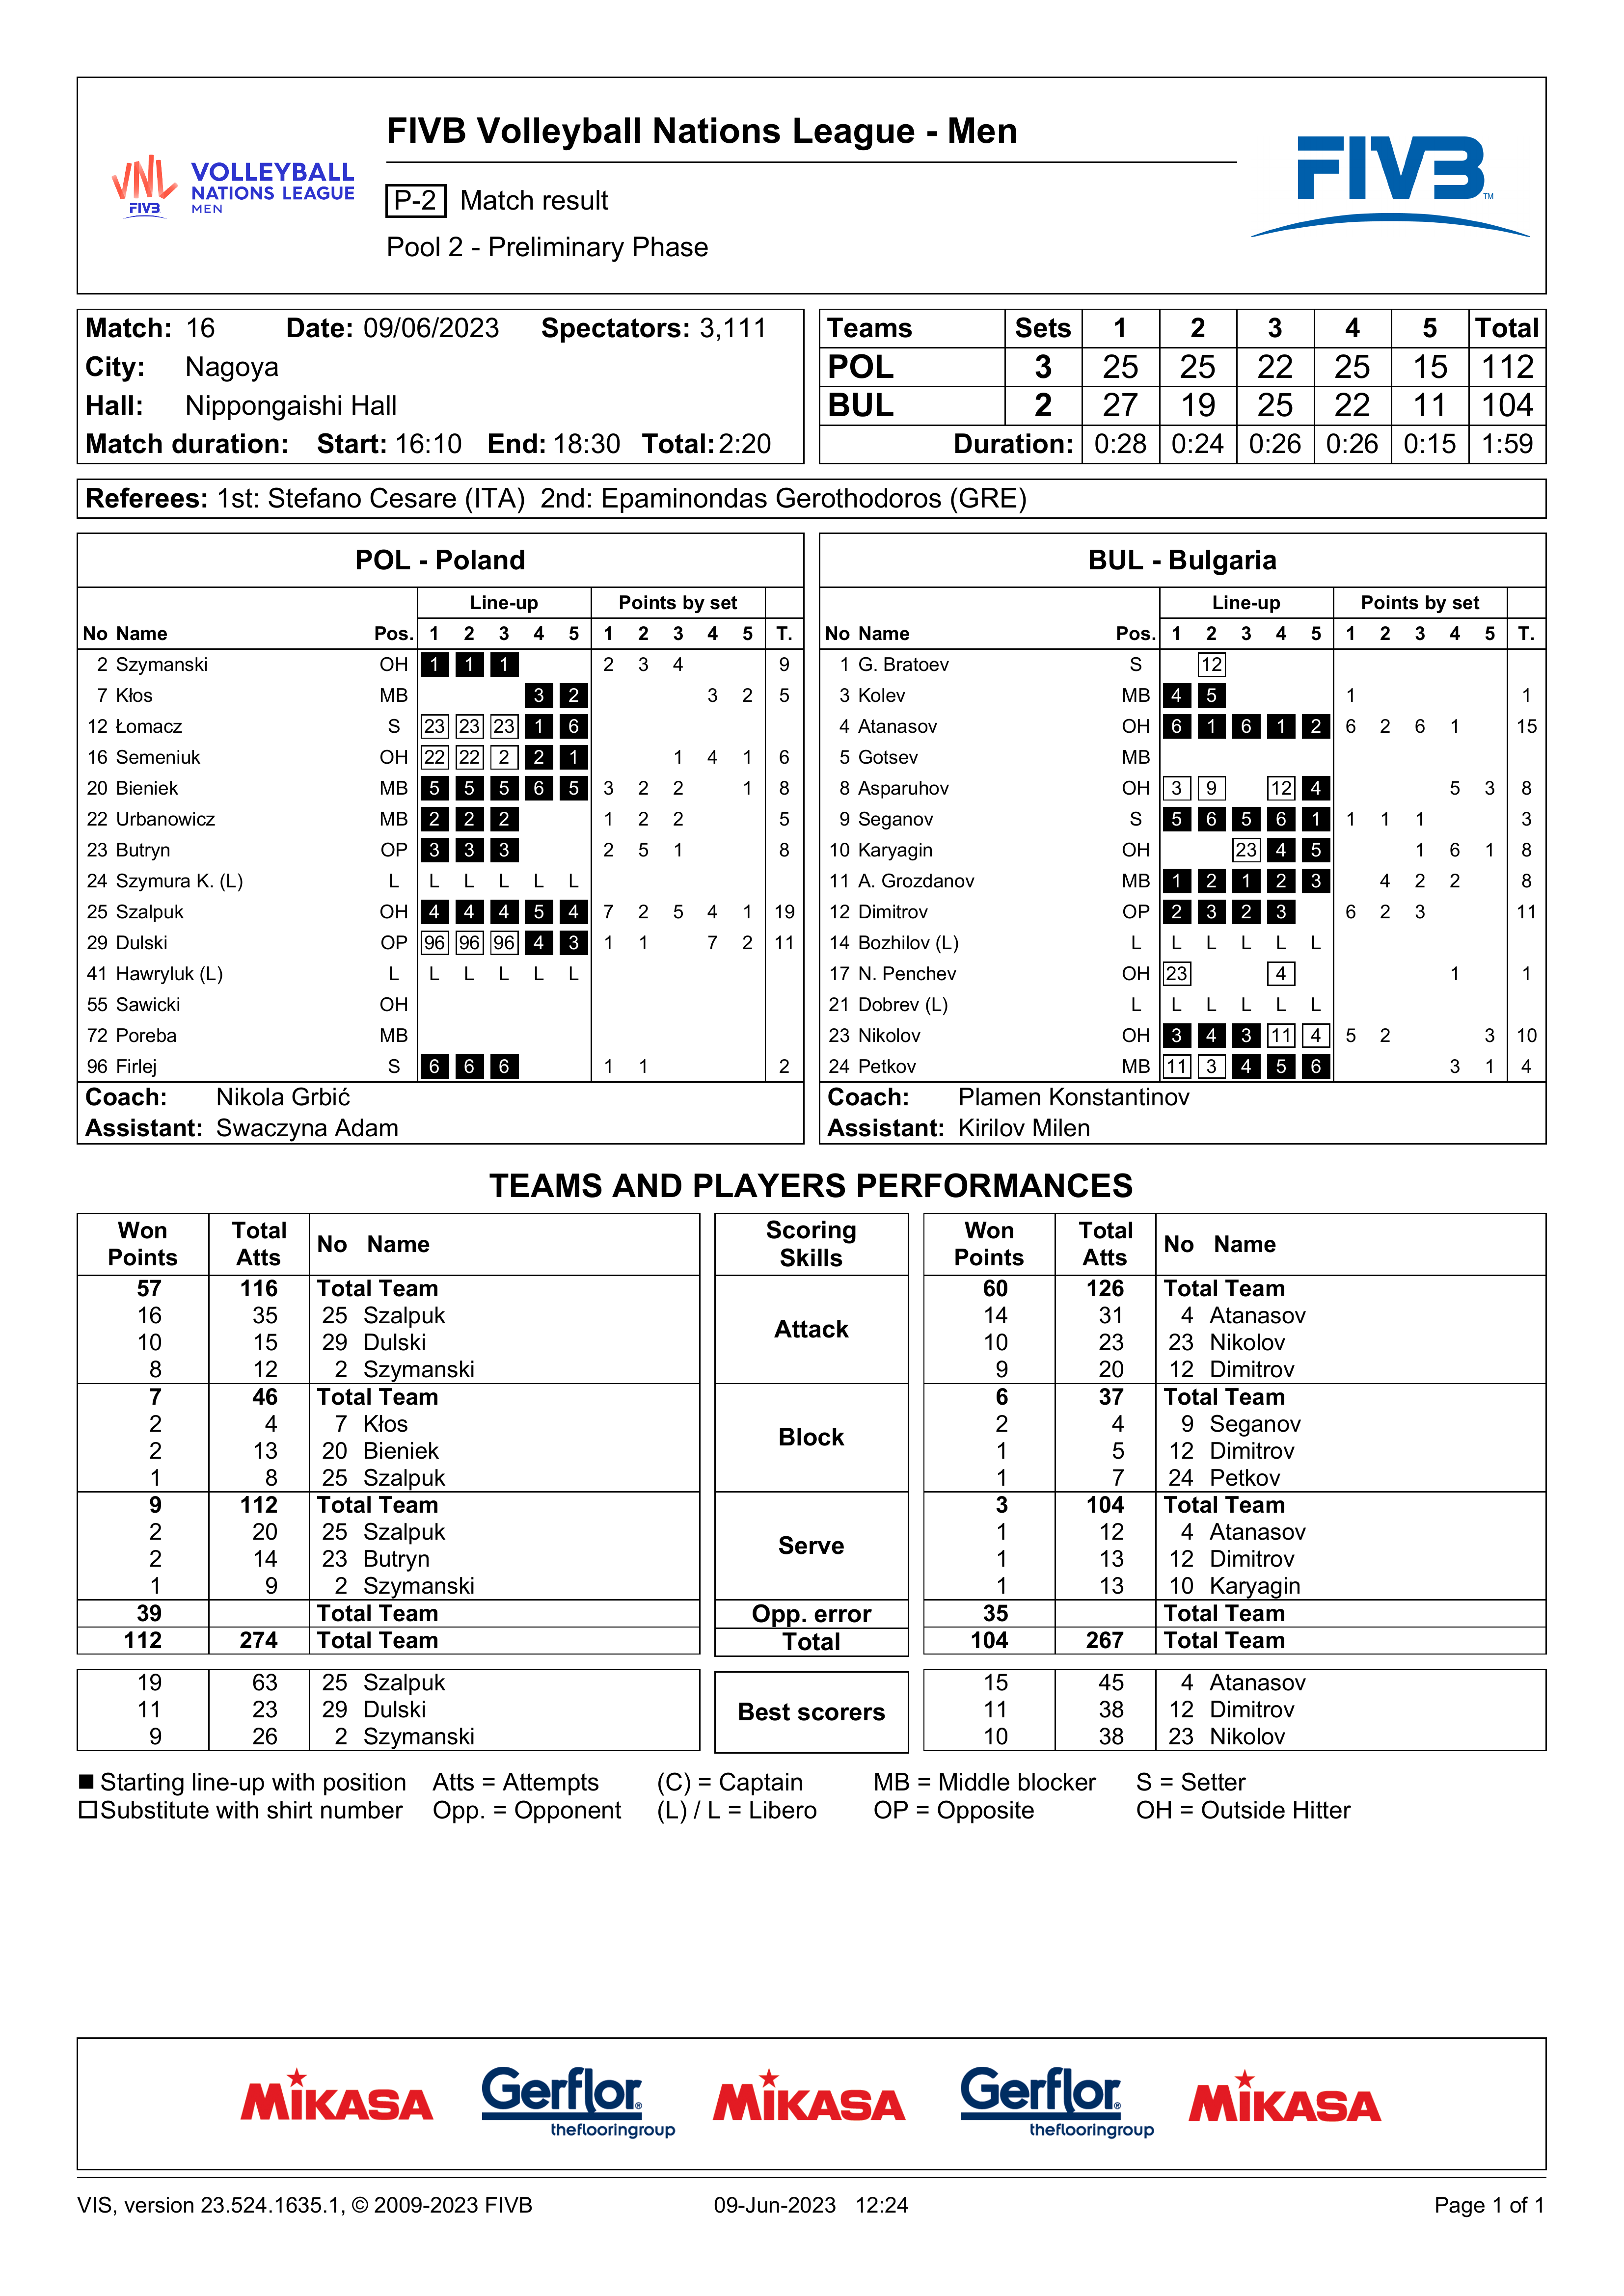 FIVB Volleyball Nations League - Men
VNL FIVB VOLLEYBALL NATIONS LEAGUE MEN
P-2 Match result
Pool 2 - Preliminary Phase
FIVB TM
Match: 16 Date: 09/06/2023 Spectators: 3,111
City: Nagoya
Hall: Nippongaishi Hall
Match duration: Start: 16:10 End: 18:30 Total: 2:20
Teams Sets 1 2 3 4 5 Total
POL 3 25 25 22 25 15 112
BUL 2 27 19 25 22 11 104
Duration: 0:28 0:24 0:26 0:26 0:15 1:59
Referees: 1st: Stefano Cesare (ITA) 2nd: Epaminondas Gerothodoros (GRE)
POL - Poland
Line-up Points by set
No Name Pos. 1 2 3 4 5 1 2 3 4 5 T.
2 Szymanski OH 1 1 1 2 3 4 9
7 Kłos MB 3 2 3 2 5
12 Łomacz S 23 23 23 1 6
16 Semeniuk OH 22 22 2 2 1 1 4 1 6
20 Bieniek MB 5 5 5 6 5 3 2 2 1 8
22 Urbanowicz MB 2 2 2 1 2 2 5
23 Butryn OP 3 3 3 2 5 1 8
24 Szymura K. (L) L L L L L L
25 Szalpuk OH 4 4 4 5 4 7 2 5 4 1 19
29 Dulski OP 96 96 96 4 3 1 1 7 2 11
41 Hawryluk (L) L L L L L L
55 Sawicki OH
72 Poreba MB
96 Firlej S 6 6 6 1 1 2
Coach: Nikola Grbić
Assistant: Swaczyna Adam
BUL - Bulgaria
Line-up Points by set
No Name Pos. 1 2 3 4 5 1 2 3 4 5 T.
1 G. Bratoev S 12
3 Kolev MB 4 5 1 1
4 Atanasov OH 6 1 6 1 2 6 2 6 1 15
5 Gotsev MB
8 Asparuhov OH 3 9 12 4 5 3 8
9 Seganov S 5 6 5 6 1 1 1 1 3
10 Karyagin OH 23 4 5 1 6 1 8
11 A. Grozdanov MB 1 2 1 2 3 4 2 2 8
12 Dimitrov OP 2 3 2 3 6 2 3 11
14 Bozhilov (L) L L L L L L
17 N. Penchev OH 23 4 1 1
21 Dobrev (L) L L L L L L
23 Nikolov OH 3 4 3 11 4 5 2 3 10
24 Petkov MB 11 3 4 5 6 3 1 4
Coach: Plamen Konstantinov
Assistant: Kirilov Milen
TEAMS AND PLAYERS PERFORMANCES
Won Points Total Atts No Name Scoring Skills Won Points Total Atts No Name
57 116 Total Team Attack 60 126 Total Team
16 35 25 Szalpuk 14 31 4 Atanasov
10 15 29 Dulski 10 23 23 Nikolov
8 12 2 Szymanski 9 20 12 Dimitrov
7 46 Total Team Block 6 37 Total Team
2 4 7 Kłos 2 4 9 Seganov
2 13 20 Bieniek 1 5 12 Dimitrov
1 8 25 Szalpuk 1 7 24 Petkov
9 112 Total Team Serve 3 104 Total Team
2 20 25 Szalpuk 1 12 4 Atanasov
2 14 23 Butryn 1 13 12 Dimitrov
1 9 2 Szymanski 1 13 10 Karyagin
39 Total Team Opp. error 35 Total Team
112 274 Total Team Total 104 267 Total Team
19 63 25 Szalpuk Best scorers 15 45 4 Atanasov
11 23 29 Dulski 11 38 12 Dimitrov
9 26 2 Szymanski 10 38 23 Nikolov
Starting line-up with position Atts = Attempts (C) = Captain MB = Middle blocker S = Setter
Substitute with shirt number Opp. = Opponent (L) / L = Libero OP = Opposite OH = Outside Hitter
MIKASA Gerflor® theflooringgroup MIKASA Gerflor® theflooringgroup MIKASA
VIS, version 23.524.1635.1, © 2009-2023 FIVB 09-Jun-2023 12:24 Page 1 of 1